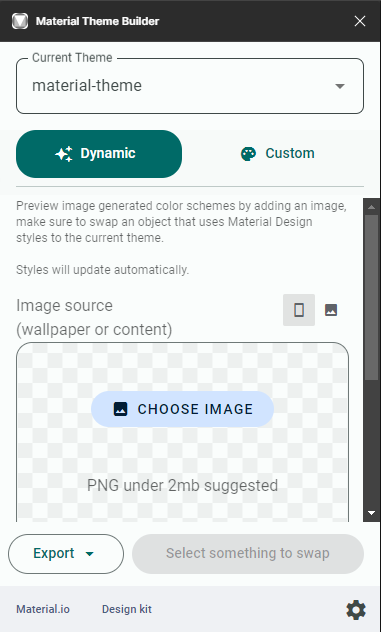 Material Theme Builder
Current Theme
material-theme
Dynamic
Custom
Preview image generated color schemes by adding an image,
make sure to swap an object that uses Material Design
styles to the current theme.
Styles will update automatically.
Image source
(wallpaper or content)
CHOOSE IMAGE
PNG under 2mb suggested
Export
Select something to swap
Material.io
Design kit